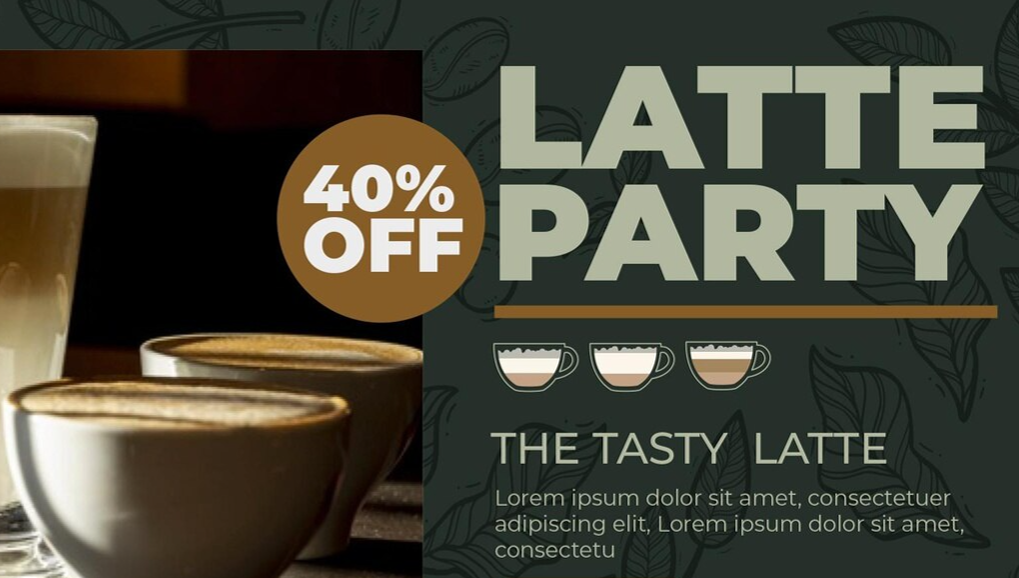 40%
OFF
LATTE
PARTY
THE TASTY  LATTE
Lorem ipsum dolor sit amet, consectetuer
adipiscing elit, Lorem ipsum dolor sit amet,
consectetu